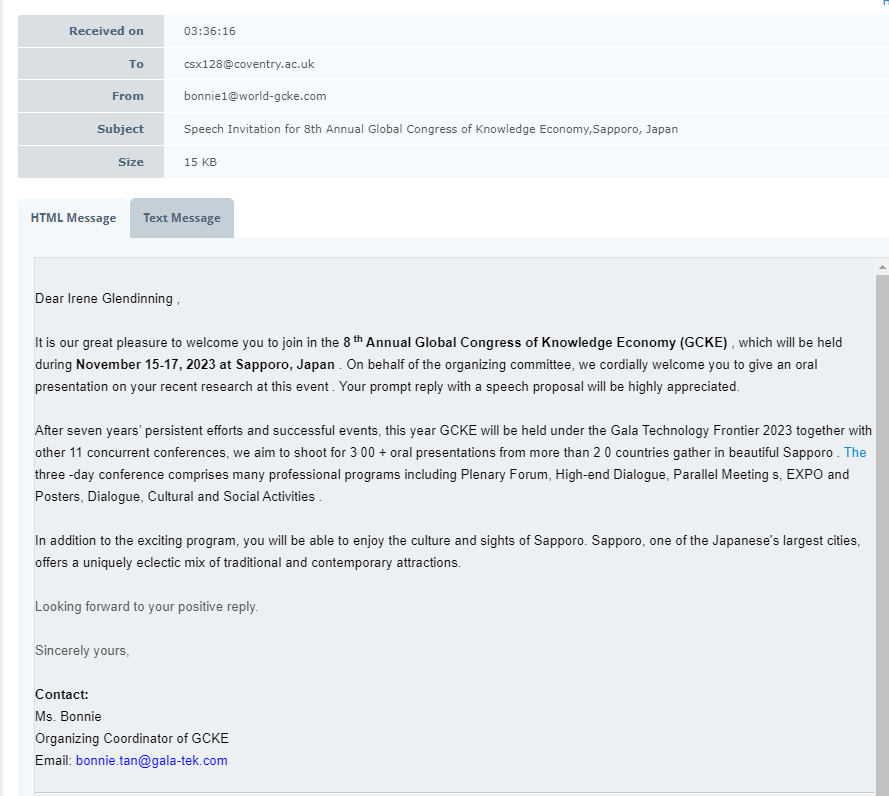 Received on 03:36:16
To csx128@coventry.ac.uk
From bonnie1@world-gcke.com
Subject Speech Invitation for 8th Annual Global Congress of Knowledge Economy,Sapporo, Japan
Size 15 KB
HTML Message Text Message
Dear Irene Glendinning ,
It is our great pleasure to welcome you to join in the 8 th Annual Global Congress of Knowledge Economy (GCKE) , which will be held
during November 15-17, 2023 at Sapporo, Japan . On behalf of the organizing committee, we cordially welcome you to give an oral
presentation on your recent research at this event . Your prompt reply with a speech proposal will be highly appreciated.
After seven years' persistent efforts and successful events, this year GCKE will be held under the Gala Technology Frontier 2023 together with
other 11 concurrent conferences, we aim to shoot for 3 00 + oral presentations from more than 2 0 countries gather in beautiful Sapporo . The
three -day conference comprises many professional programs including Plenary Forum, High-end Dialogue, Parallel Meeting s, EXPO and
Posters, Dialogue, Cultural and Social Activities .
In addition to the exciting program, you will be able to enjoy the culture and sights of Sapporo. Sapporo, one of the Japanese's largest cities,
offers a uniquely eclectic mix of traditional and contemporary attractions.
Looking forward to your positive reply.
Sincerely yours,
Contact:
Ms. Bonnie
Organizing Coordinator of GCKE
Email: bonnie.tan@gala-tek.com